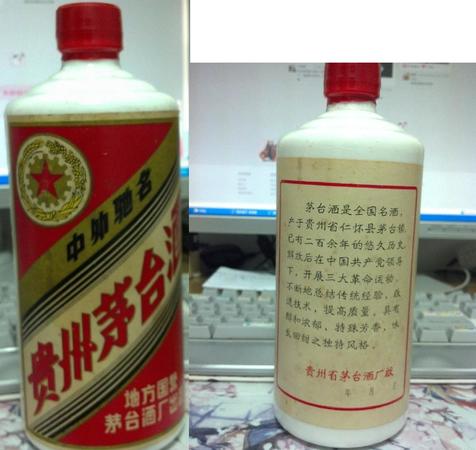 中外驰名
贵州茅台酒
地方国营
茅台酒厂出
茅台酒是全国名酒，
产于贵州省仁怀县茅台镇，
已有二百余年的悠久历史。
解放后在中国共产党领导
下，开展三大革命运动，
不断地总结传统经验，改
进技术，提高质量。具有
醇和浓郁、特殊芳香，味
长回甜之独特风格。
贵州省茅台酒厂
年 月 日